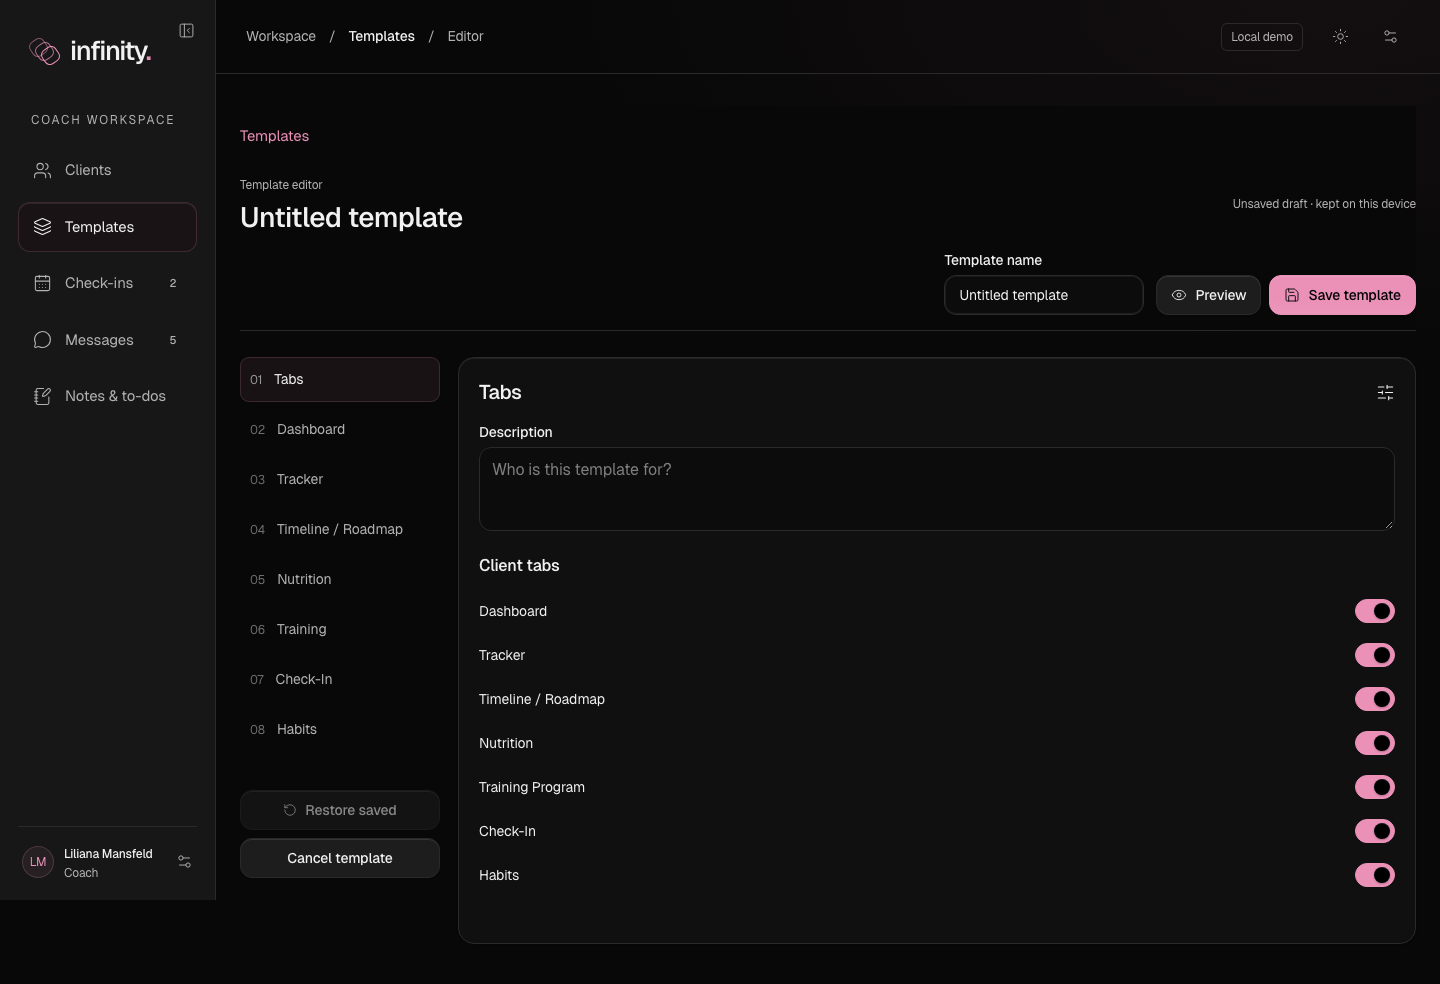 infinity.
COACH WORKSPACE
Clients
Templates
Check-ins 2
Messages 5
Notes & to-dos
LM
Liliana Mansfeld
Coach
Workspace / Templates / Editor
Local demo
Templates
Template editor
Untitled template
Unsaved draft · kept on this device
Template name
Untitled template
Preview
Save template
01 Tabs
02 Dashboard
03 Tracker
04 Timeline / Roadmap
05 Nutrition
06 Training
07 Check-In
08 Habits
Restore saved
Cancel template
Tabs
Description
Who is this template for?
Client tabs
Dashboard
Tracker
Timeline / Roadmap
Nutrition
Training Program
Check-In
Habits